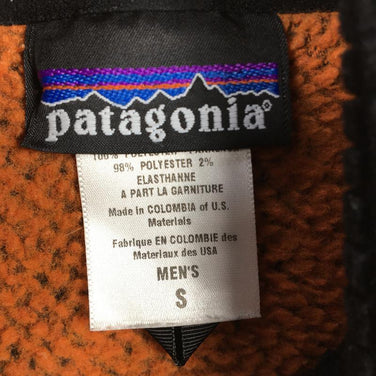 patagonia®
98% POLYESTER 2%
ELASTHANNE
A PART LA GARNITURE
Made in COLOMBIA of U.S.
Materials
Fabriqué EN COLOMBIE des
Materiaux des USA
MEN'S
S